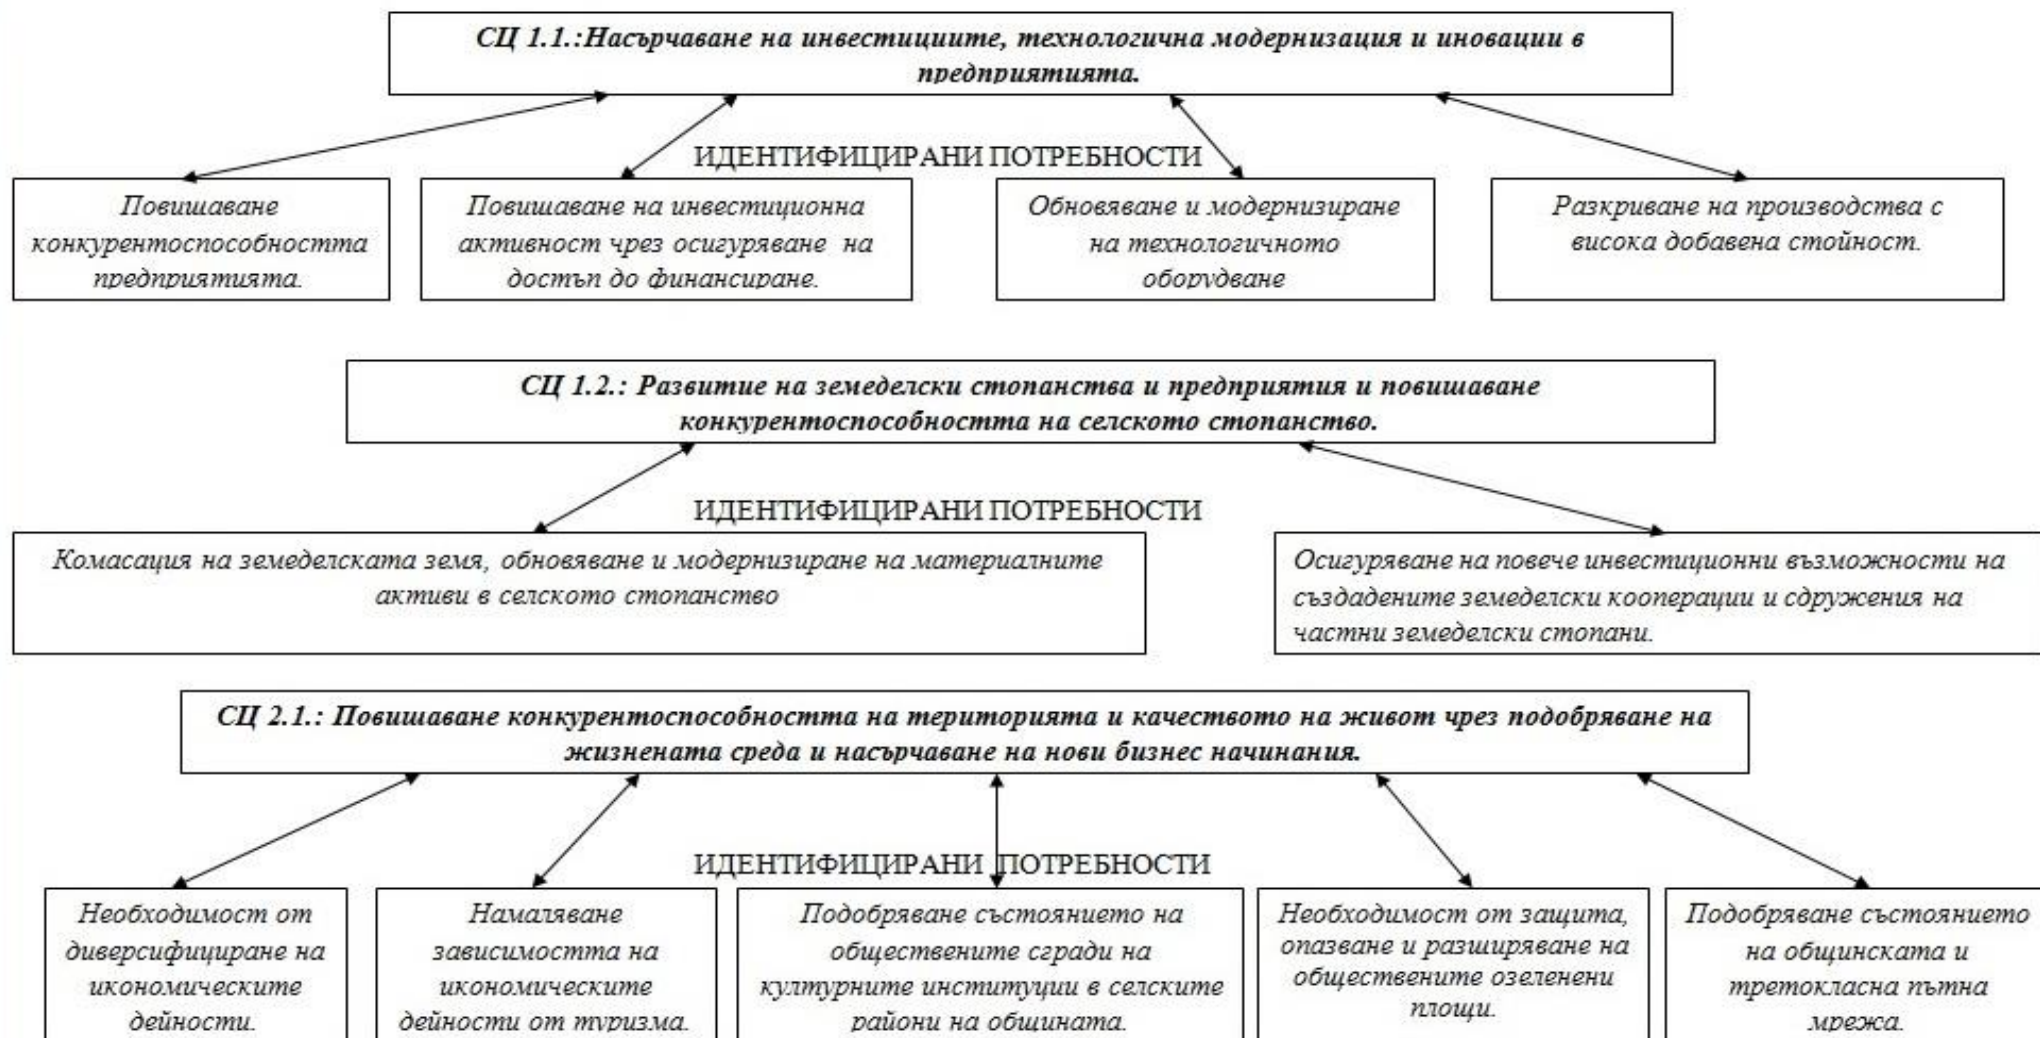 СЦ 1.1.:Насърчаване на инвестициите, технологична модернизация и иновации в
предприятията.
ИДЕНТИФИЦИРАНИ ПОТРЕБНОСТИ
Повишаване
конкурентоспособността
предприятията.
Повишаване на инвестиционна
активност чрез осигуряване на
достъп до финансиране.
Обновяване и модернизиране
на технологичното
оборудване
Разкриване на производства с
висока добавена стойност.
СЦ 1.2.: Развитие на земеделски стопанства и предприятия и повишаване
конкурентоспособността на селското стопанство.
ИДЕНТИФИЦИРАНИ ПОТРЕБНОСТИ
Комасация на земеделската земя, обновяване и модернизиране на материалните
активи в селското стопанство
Осигуряване на повече инвестиционни възможности на
създадените земеделски кооперации и сдружения на
частни земеделски стопани.
СЦ 2.1.: Повишаване конкурентоспособността на територията и качеството на живот чрез подобряване на
жизнената среда и насърчаване на нови бизнес начинания.
ИДЕНТИФИЦИРАНИ ПОТРЕБНОСТИ
Необходимост от
диверсифициране на
икономическите
дейности.
Намаляване
зависимостта на
икономическите
дейности от туризма.
Подобряване състоянието на
обществените сгради на
културните институции в селските
райони на общината.
Необходимост от защита,
опазване и разширяване на
обществените озеленени
площи.
Подобряване състоянието
на общинската и
третокласна пътна
мрежа.